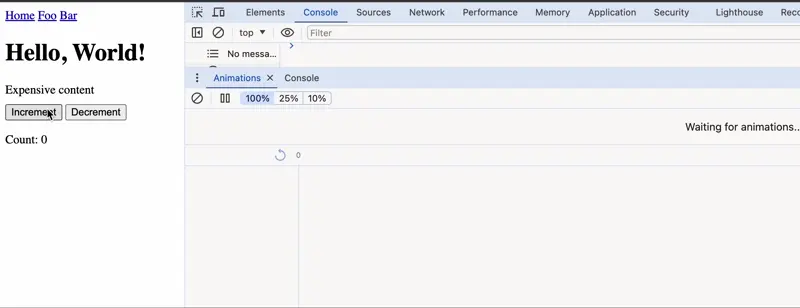 Home Foo Bar
Hello, World!
Expensive content
Increment Decrement
Count: 0
Elements Console Sources Network Performance Memory Application Security Lighthouse
top Filter
No messa...
Animations Console
100% 25% 10%
Waiting for animations..
0